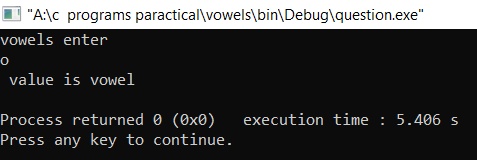 "A:\c programs paractical\vowels\bin\Debug\question.exe"
vowels enter
o
 value is vowel
Process returned 0 (0x0)   execution time : 5.406 s
Press any key to continue.